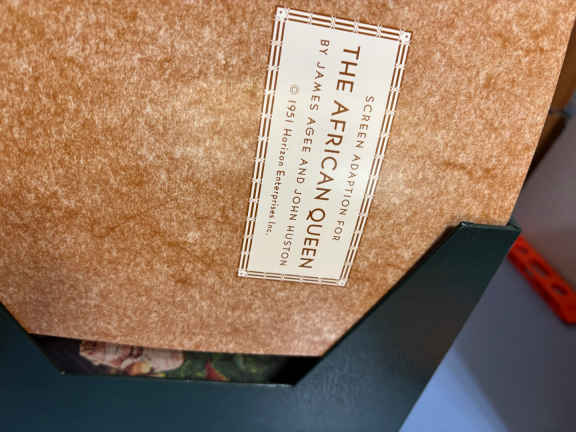 SCREEN ADAPTION FOR
THE AFRICAN QUEEN
BY JAMES AGEE AND JOHN HUSTON
© 1951 Horizon Enterprises Inc.